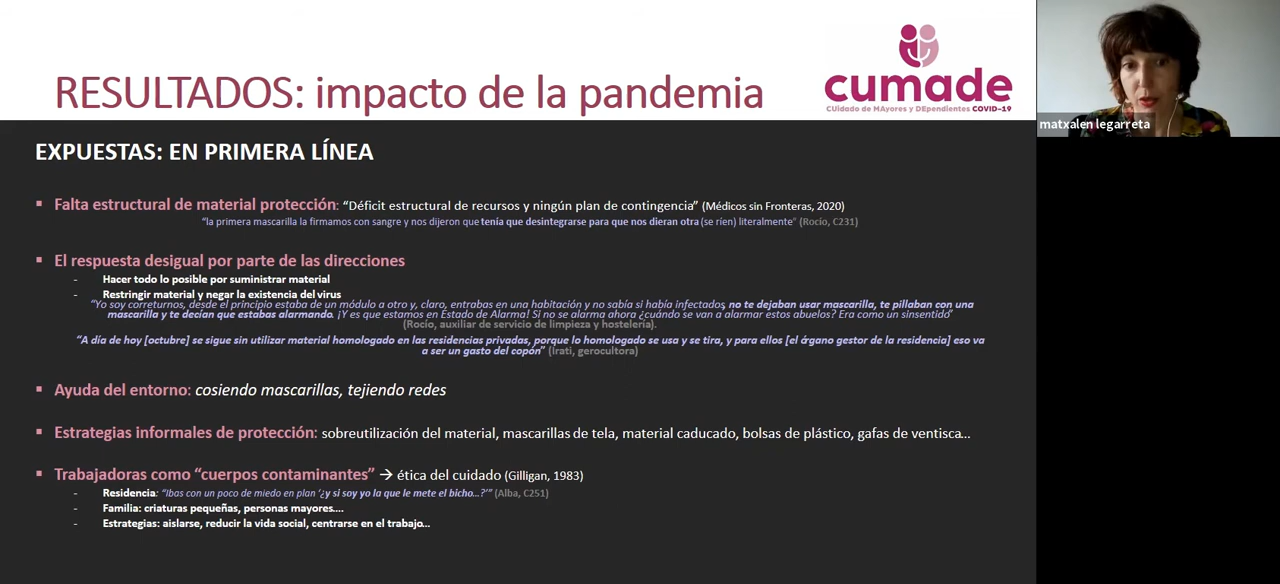 RESULTADOS: impacto de la pandemia
cumade
CUidado de MAyores y DEpendientes COVID-19
matxalen legarreta
EXPUESTAS: EN PRIMERA LÍNEA
▪ Falta estructural de material protección: “Déficit estructural de recursos y ningún plan de contingencia” (Médicos sin Fronteras, 2020)
“la primera mascarilla la firmamos con sangre y nos dijeron que tenía que desintegrarse para que nos dieran otra (se ríen) literalmente” (Rocío, C231)
▪ El respuesta desigual por parte de las direcciones
- Hacer todo lo posible por suministrar material
- Restringir material y negar la existencia del virus
“Yo soy correturnos, desde el principio estaba de un módulo a otro y, claro, entrabas en una habitación y no sabía si había infectados, no te dejaban usar mascarilla, te pillaban con una
mascarilla y te decían que estabas alarmando. ¡Y es que estamos en Estado de Alarma! Si no se alarma ahora ¿cuándo se van a alarmar estos abuelos? Era como un sinsentido”
(Rocío, auxiliar de servicio de limpieza y hostelería).
“A día de hoy [octubre] se sigue sin utilizar material homologado en las residencias privadas, porque lo homologado se usa y se tira, y para ellos [el órgano gestor de la residencia] eso va
a ser un gasto del copón” (Irati, gerocultora)
▪ Ayuda del entorno: cosiendo mascarillas, tejiendo redes
▪ Estrategias informales de protección: sobreutilización del material, mascarillas de tela, material caducado, bolsas de plástico, gafas de ventisca…
▪ Trabajadoras como “cuerpos contaminantes” → ética del cuidado (Gilligan, 1983)
- Residencia: “Ibas con un poco de miedo en plan ‘¿y si soy yo la que le mete el bicho…?’” (Alba, C251)
- Familia: criaturas pequeñas, personas mayores….
- Estrategias: aislarse, reducir la vida social, centrarse en el trabajo…